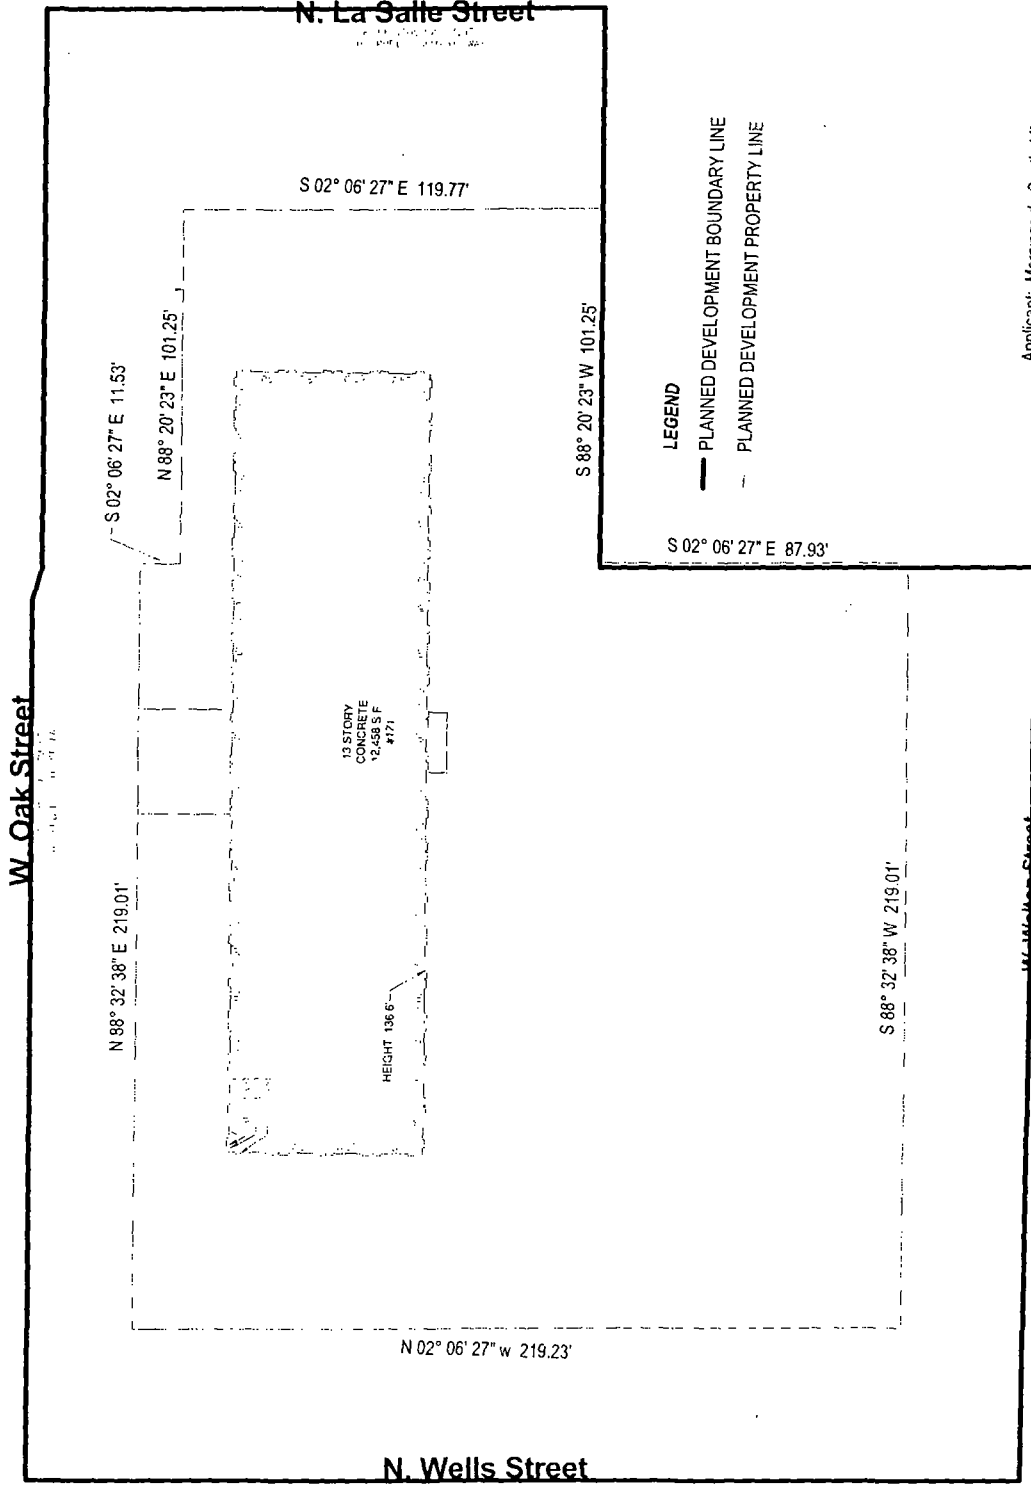 N. La Salle Street
S 02° 06' 27" E 119.77'
S 02° 06' 27" E 11.53'
N 88° 20' 23" E 101.25'
S 88° 20' 23" W 101.25'
LEGEND
PLANNED DEVELOPMENT BOUNDARY LINE
PLANNED DEVELOPMENT PROPERTY LINE
S 02° 06' 27" E 87.93'
W. Oak Street
13 STORY
CONCRETE
12,458 S F
#171
N 88° 32' 38" E 219.01'
HEIGHT 136 6'
S 88° 32' 38" W 219.01'
N 02° 06' 27" w 219.23'
N. Wells Street
Applicant: